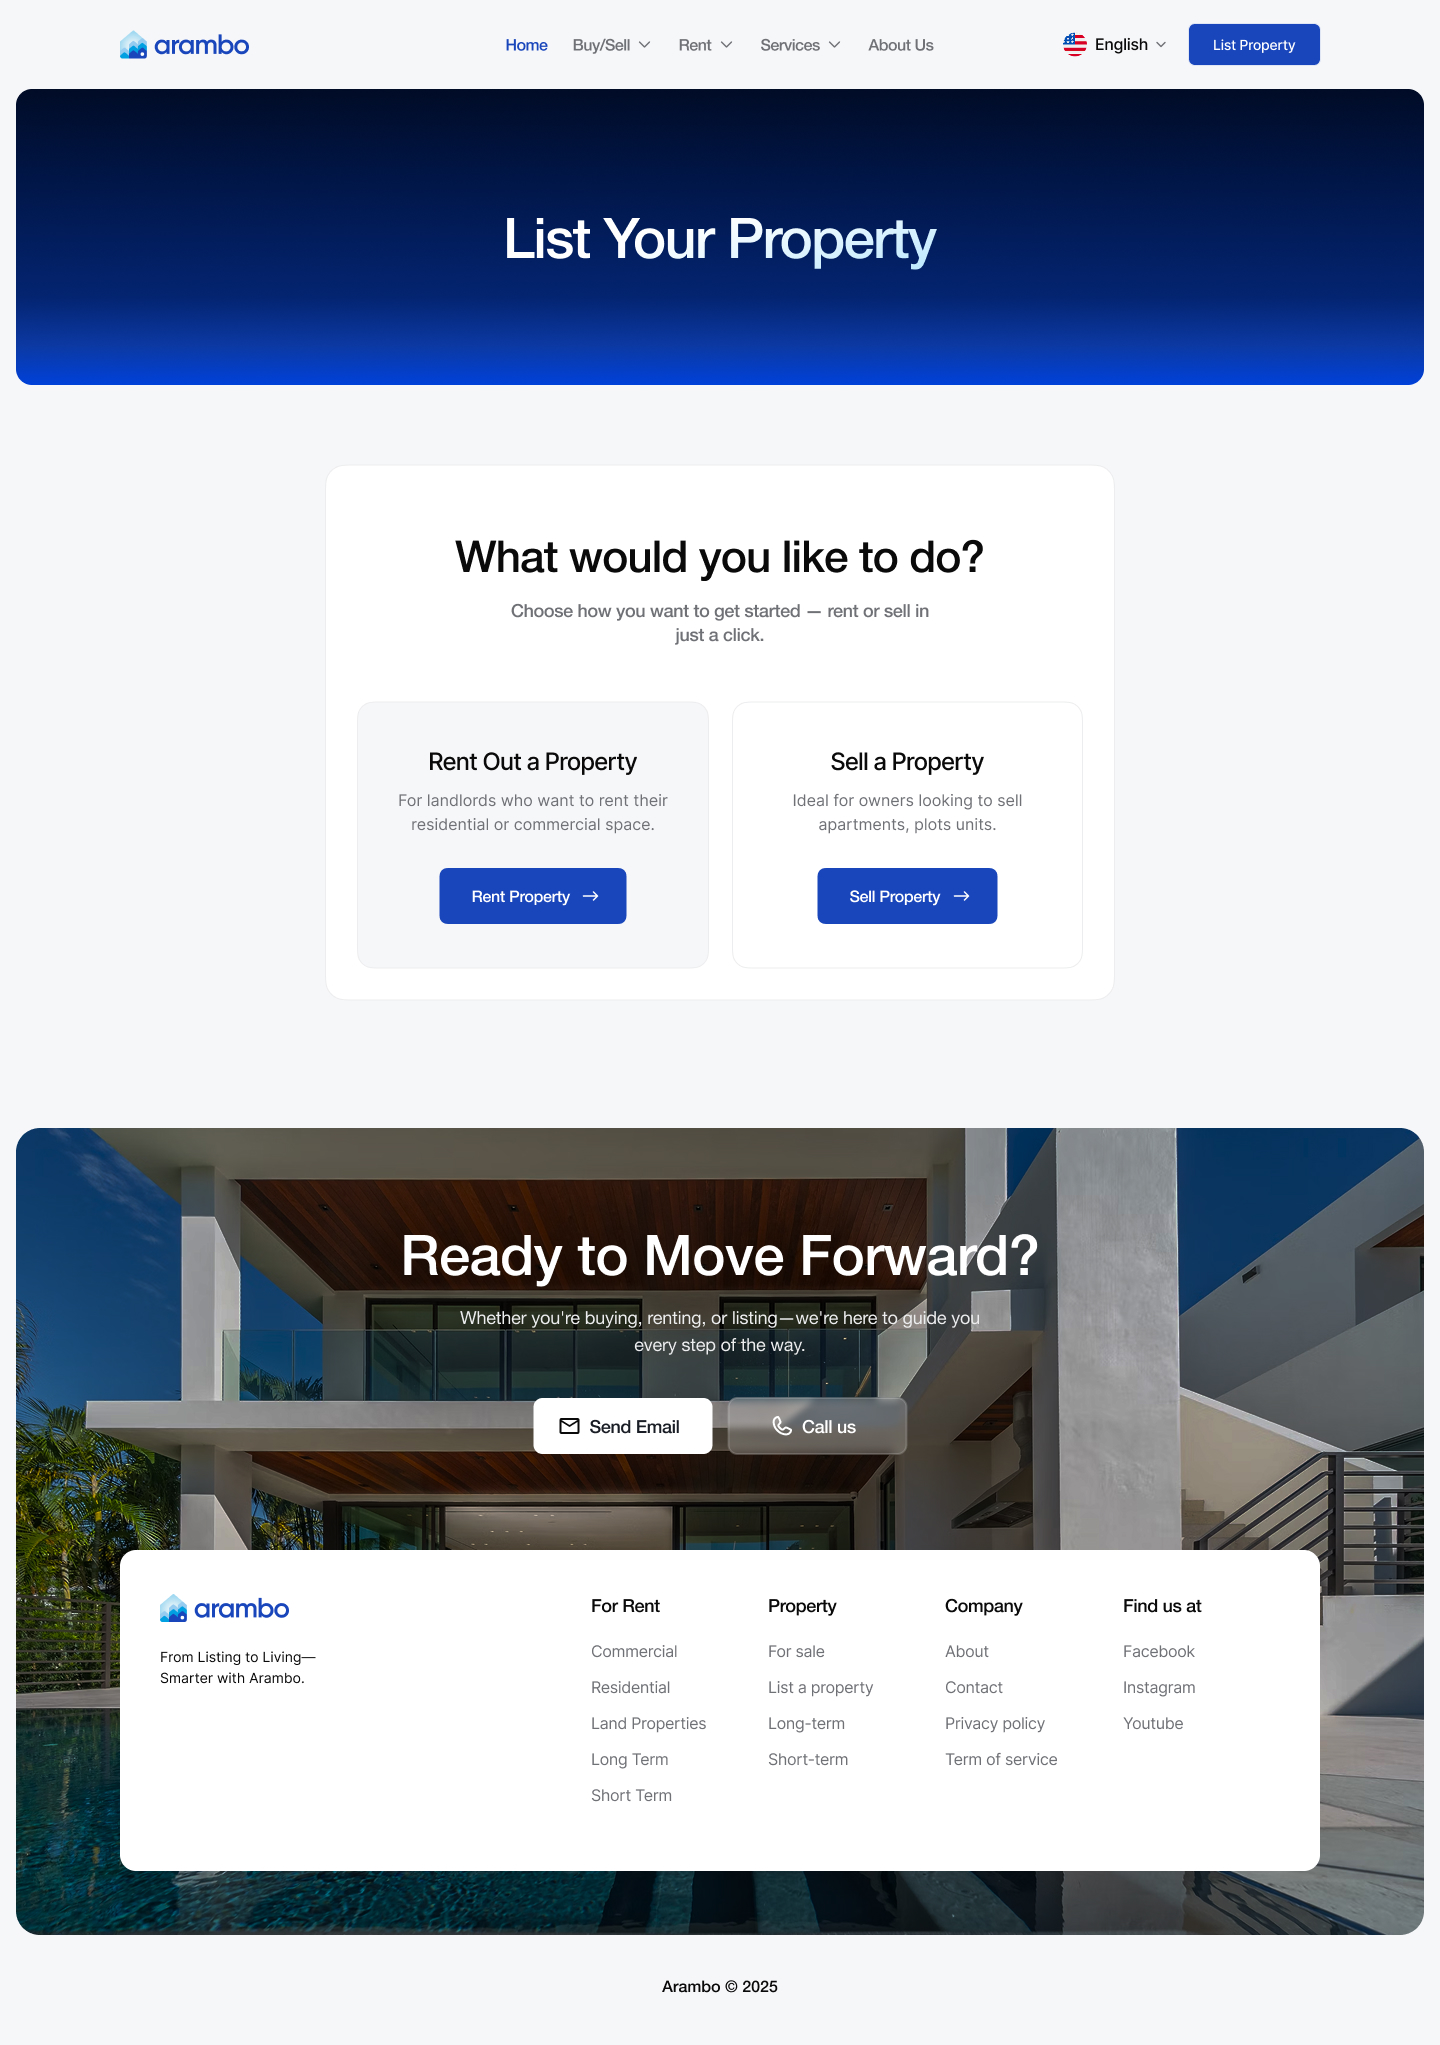 arambo
Home
Buy/Sell
Rent
Services
About Us
English
List Property
List Your Property
What would you like to do?
Choose how you want to get started — rent or sell in
just a click.
Rent Out a Property
For landlords who want to rent their
residential or commercial space.
Rent Property
Sell a Property
Ideal for owners looking to sell
apartments, plots units.
Sell Property
Ready to Move Forward?
Whether you're buying, renting, or listing—we're here to guide you
every step of the way.
Send Email
Call us
arambo
From Listing to Living—
Smarter with Arambo.
For Rent
Commercial
Residential
Land Properties
Long Term
Short Term
Property
For sale
List a property
Long-term
Short-term
Company
About
Contact
Privacy policy
Term of service
Find us at
Facebook
Instagram
Youtube
Arambo © 2025